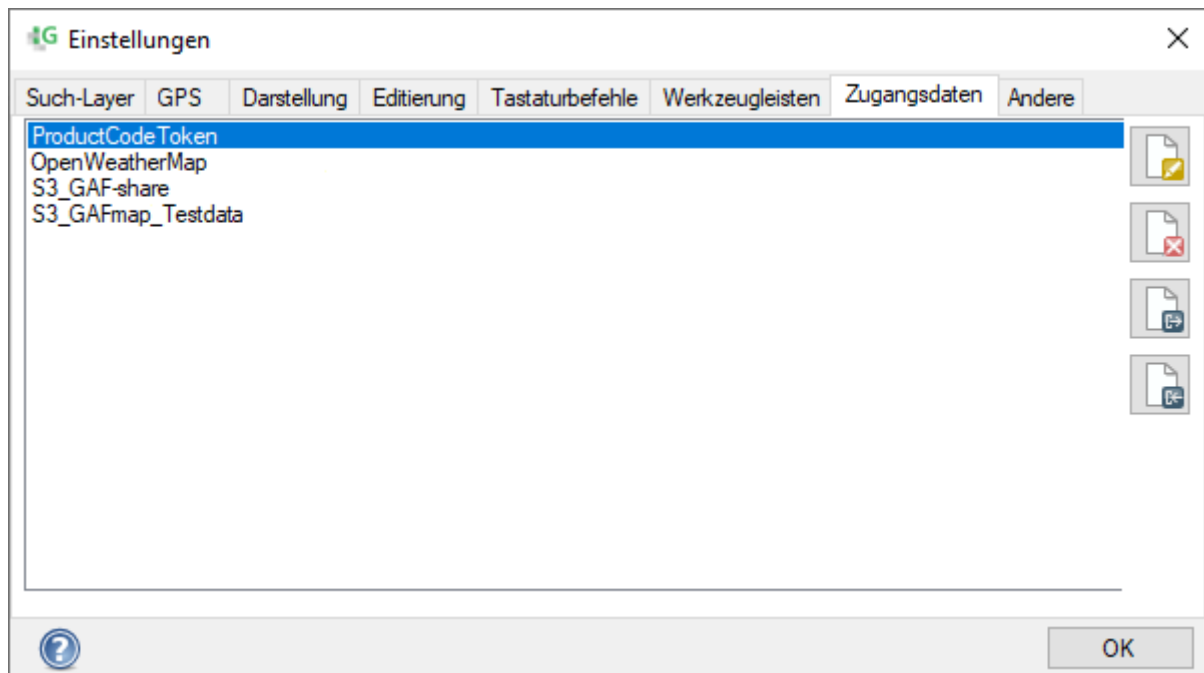 Einstellungen
Such-Layer GPS Darstellung Editierung Tastaturbefehle Werkzeugleisten Zugangsdaten Andere
ProductCodeToken
OpenWeatherMap
S3_GAF-share
S3_GAFmap_Testdata
OK